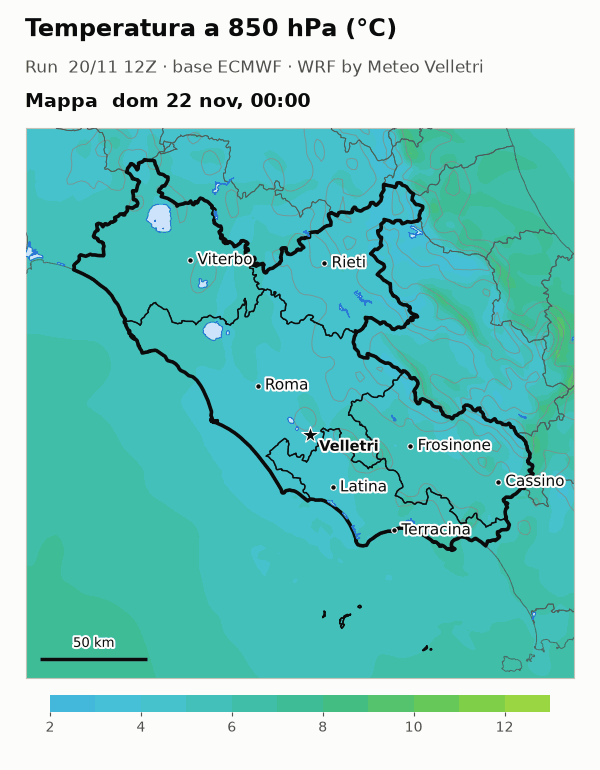 Temperatura a 850 hPa (°C)
Run  20/11 12Z · base ECMWF · WRF by Meteo Velletri
Mappa  dom 22 nov, 00:00
Viterbo
Rieti
Roma
Velletri
Frosinone
Cassino
Latina
Terracina
50 km
2 4 6 8 10 12